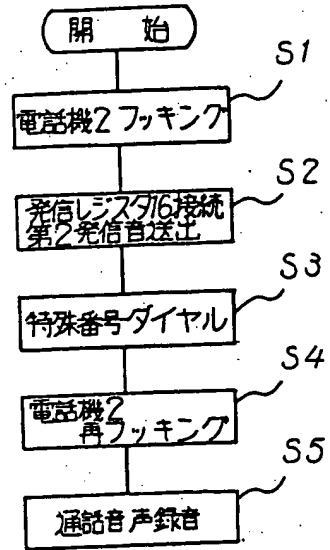 開 始
S1
電話機2 フッキング
S2
発信レジスタ16接続
第2発信音送出
S3
特殊番号ダイヤル
S4
電話機2
再フッキング
S5
通話音声録音